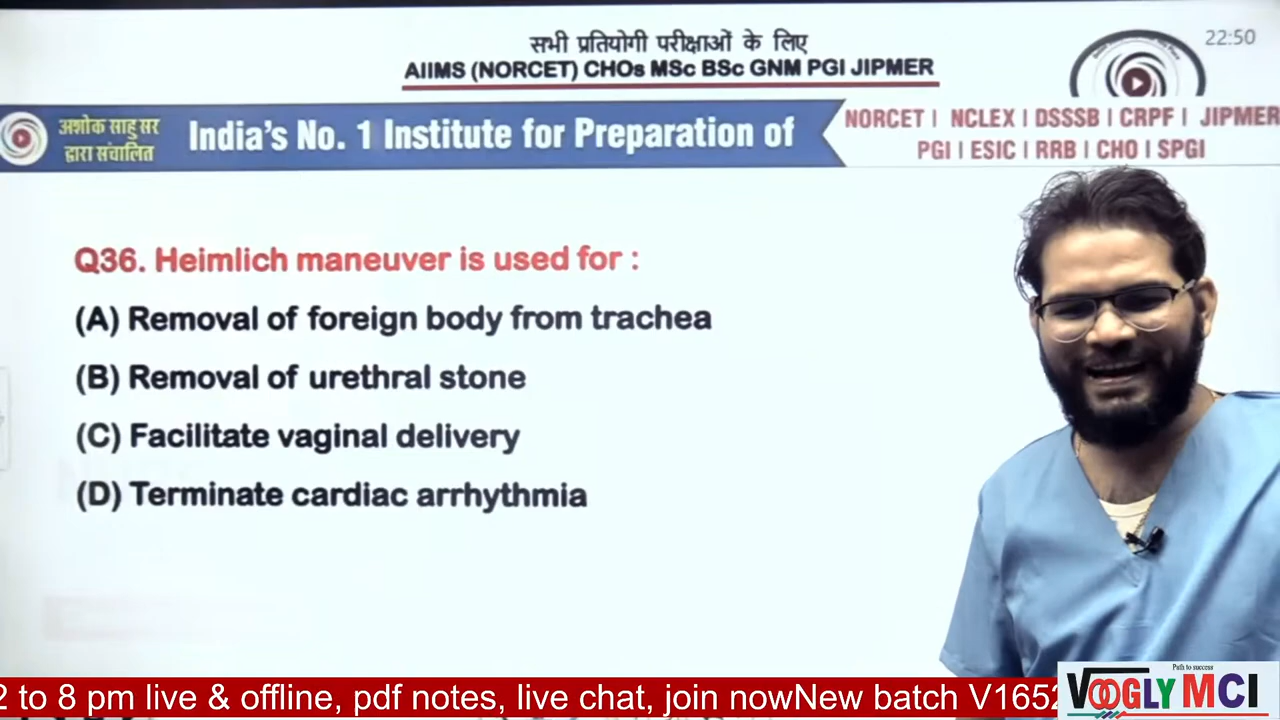 सभी प्रतियोगी परीक्षाओं के लिए
22:50
AIIMS (NORCET) CHOs MSc BSc GNM PGI JIPMER
अशोक साहु सर
द्वारा संचालित
India's No. 1 Institute for Preparation of
NORCET I NCLEX I DSSSB I CRPF I JIPMER
PGI I ESIC I RRB I CHO I SPGI
Q36. Heimlich maneuver is used for :
(A) Removal of foreign body from trachea
(B) Removal of urethral stone
(C) Facilitate vaginal delivery
(D) Terminate cardiac arrhythmia
Path to success
2 to 8 pm live & offline, pdf notes, live chat, join nowNew batch V1652
VOOGLY MCI